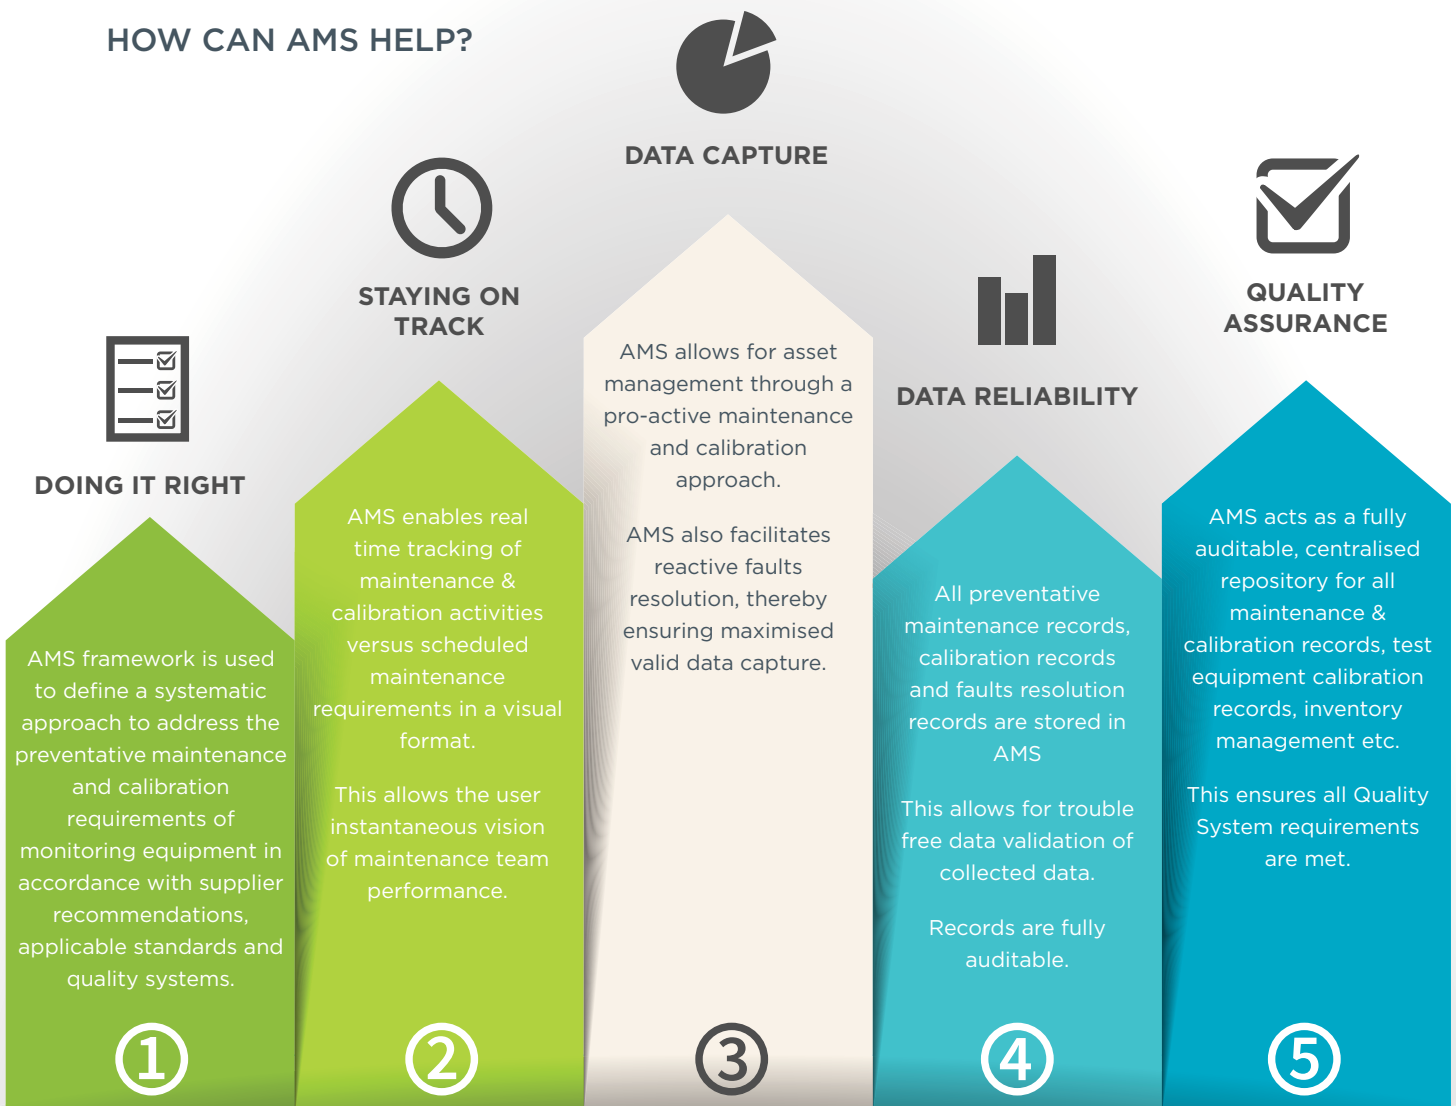 HOW CAN AMS HELP?
DOING IT RIGHT
AMS framework is used
to define a systematic
approach to address the
preventative maintenance
and calibration
requirements of
monitoring equipment in
accordance with supplier
recommendations,
applicable standards and
quality systems.
1
STAYING ON
TRACK
AMS enables real
time tracking of
maintenance &
calibration activities
versus scheduled
maintenance
requirements in a visual
format.
This allows the user
instantaneous vision
of maintenance team
performance.
2
DATA CAPTURE
AMS allows for asset
management through a
pro-active maintenance
and calibration
approach.
AMS also facilitates
reactive faults
resolution, thereby
ensuring maximised
valid data capture.
3
DATA RELIABILITY
All preventative
maintenance records,
calibration records
and faults resolution
records are stored in
AMS
This allows for trouble
free data validation of
collected data.
Records are fully
auditable.
4
QUALITY
ASSURANCE
AMS acts as a fully
auditable, centralised
repository for all
maintenance &
calibration records, test
equipment calibration
records, inventory
management etc.
This ensures all Quality
System requirements
are met.
5